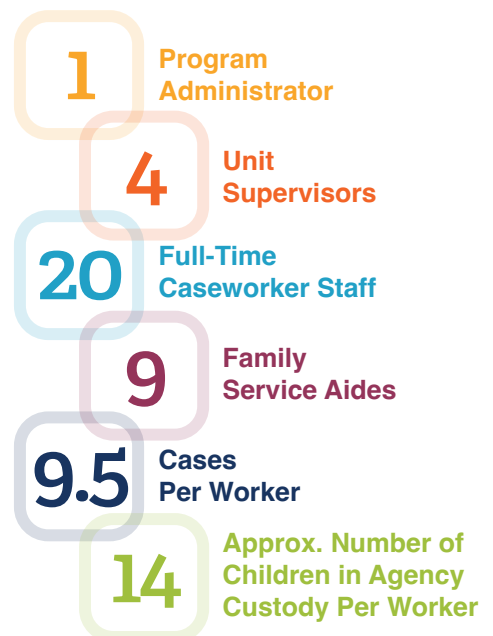 1
Program
Administrator
4
Unit
Supervisors
20
Full-Time
Caseworker Staff
9
Family
Service Aides
9.5
Cases
Per Worker
14
Approx. Number of
Children in Agency
Custody Per Worker